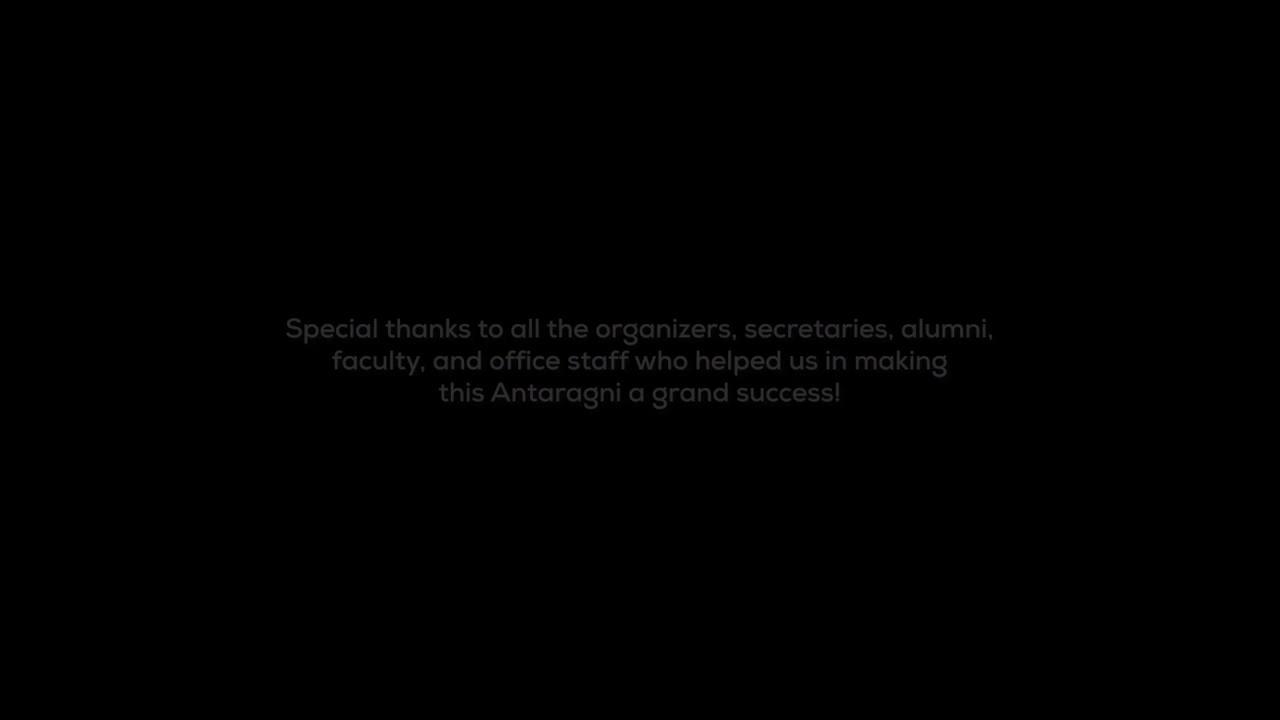 Special thanks to all the organizers, secretaries, alumni,
faculty, and office staff who helped us in making
this Antaragni a grand success!